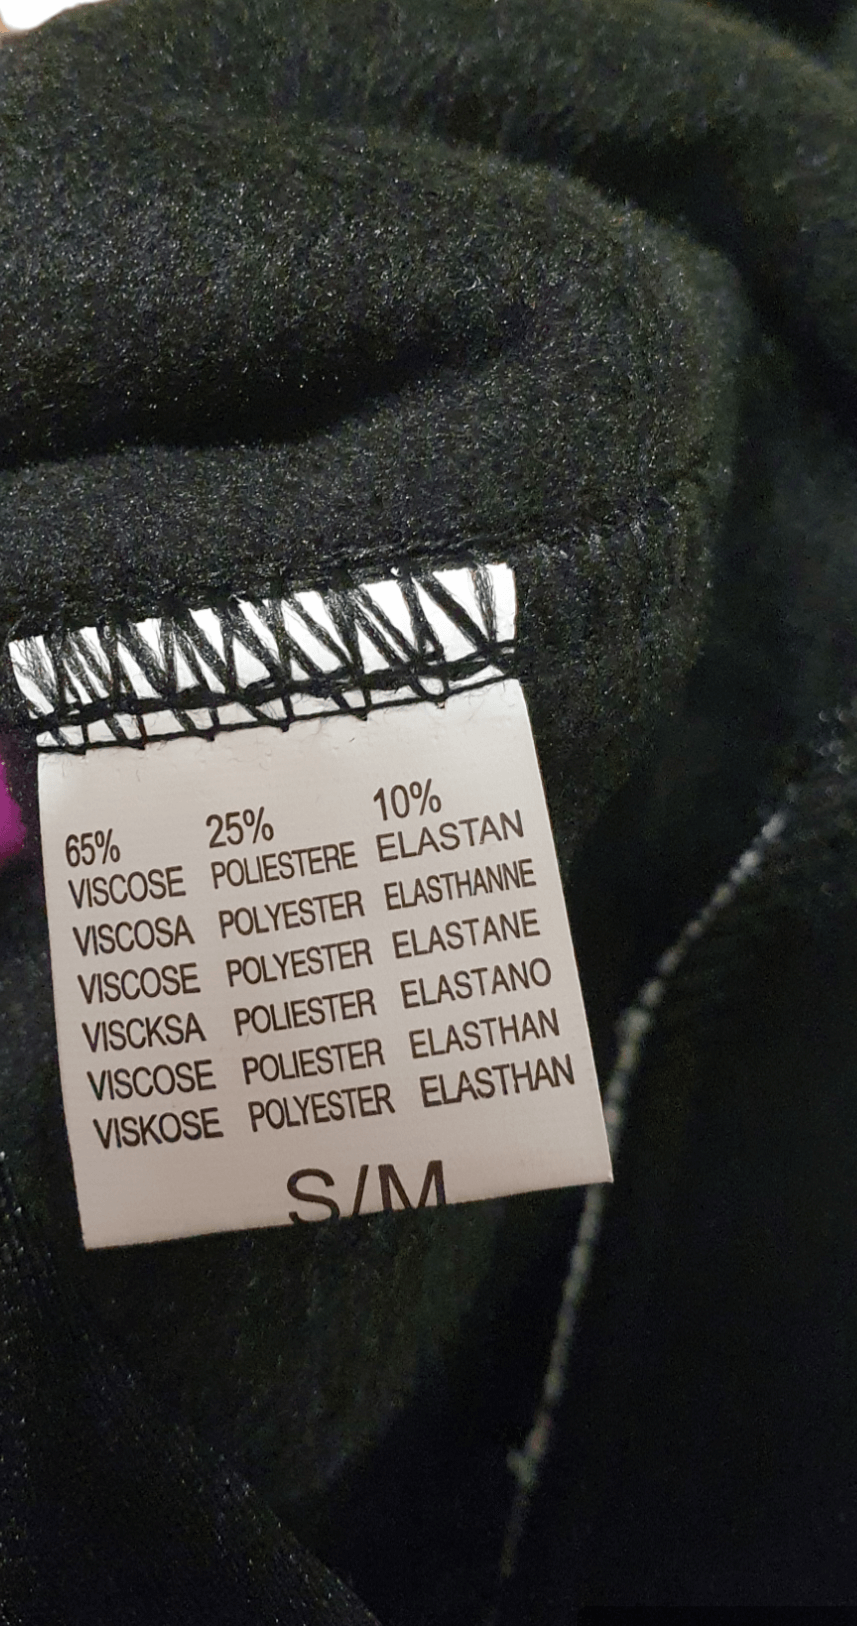 65% 25% 10%
VISCOSE POLIESTERE ELASTAN
VISCOSA POLYESTER ELASTHANNE
VISCOSE POLYESTER ELASTANE
VISCKSA POLIESTER ELASTANO
VISCOSE POLIESTER ELASTHAN
VISKOSE POLYESTER ELASTHAN
S/M